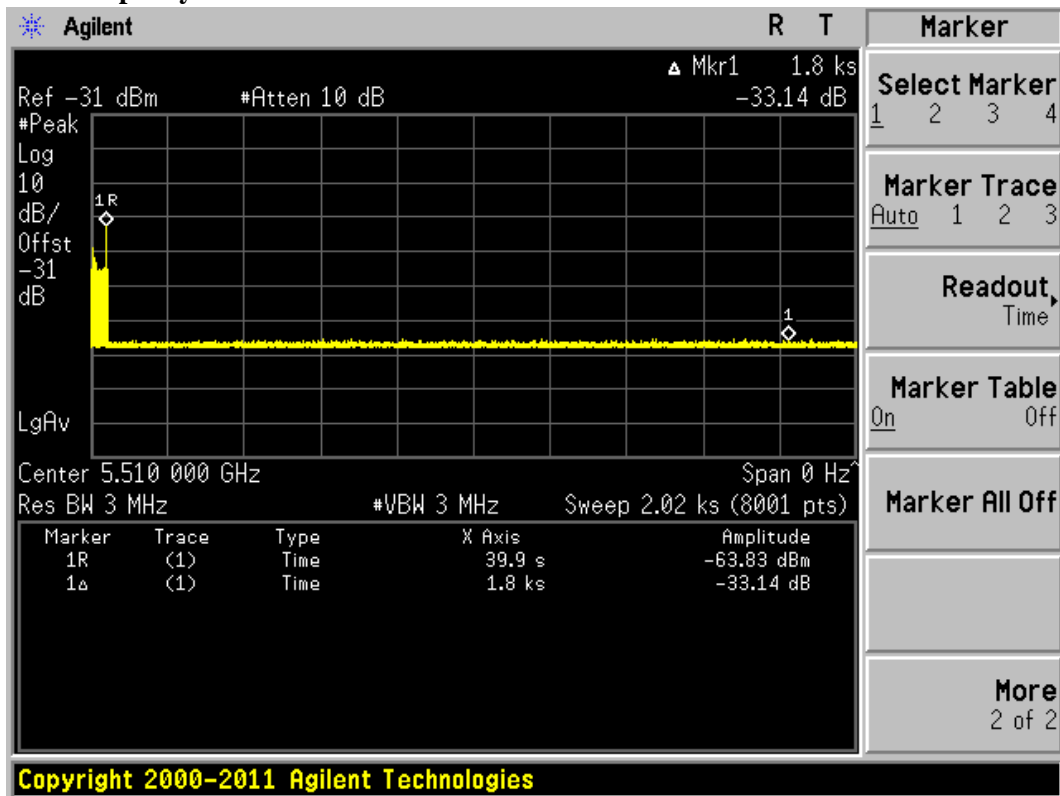 Agilent R T
Δ Mkr1 1.8 ks
Ref -31 dBm #Atten 10 dB -33.14 dB
#Peak
Log
10
dB/
Offst
-31
dB
1R
1
LgAv
Center 5.510 000 GHz Span 0 Hz^
Res BW 3 MHz #VBW 3 MHz Sweep 2.02 ks (8001 pts)
Marker Trace Type X Axis Amplitude
1R (1) Time 39.9 s -63.83 dBm
1Δ (1) Time 1.8 ks -33.14 dB
Marker
Select Marker
1 2 3 4
Marker Trace
Auto 1 2 3
Readout
Time
Marker Table
On Off
Marker All Off
More
2 of 2
Copyright 2000-2011 Agilent Technologies